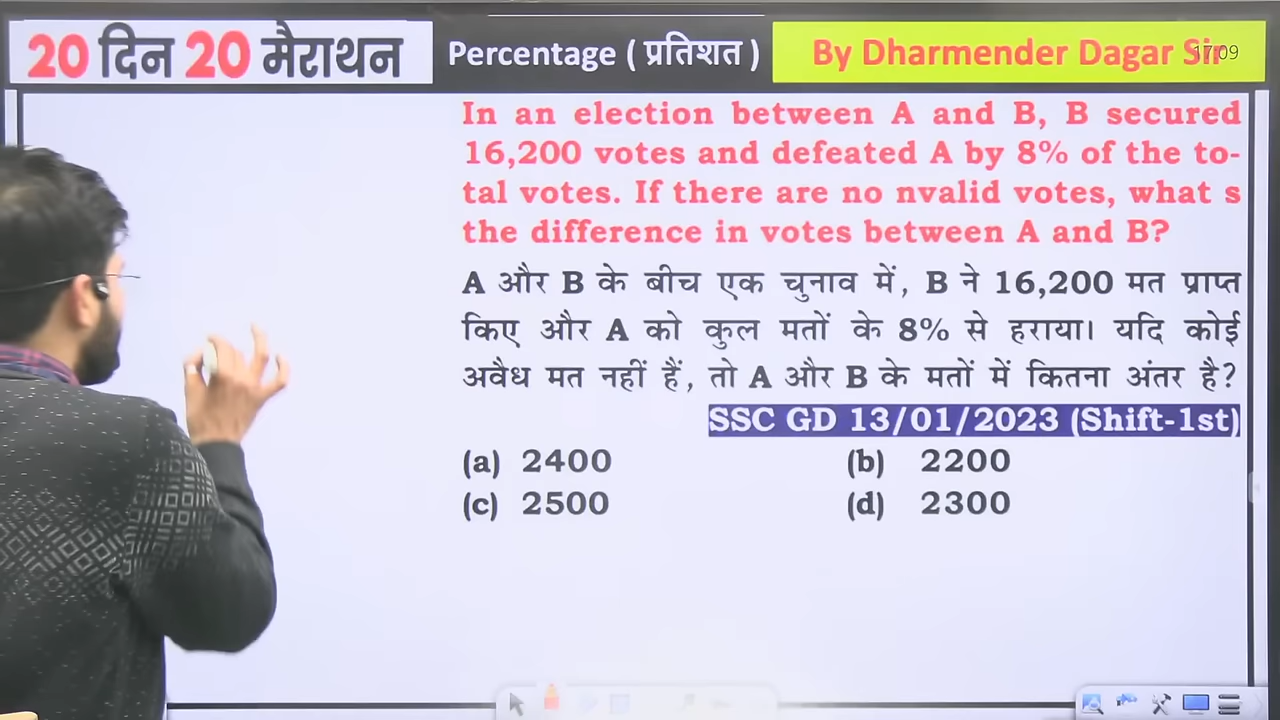 20 दिन 20 मैराथन
Percentage ( प्रतिशत )
By Dharmender Dagar Sir
17:09
In an election between A and B, B secured
16,200 votes and defeated A by 8% of the to-
tal votes. If there are no nvalid votes, what s
the difference in votes between A and B?
A और B के बीच एक चुनाव में, B ने 16,200 मत प्राप्त
किए और A को कुल मतों के 8% से हराया। यदि कोई
अवैध मत नहीं हैं, तो A और B के मतों में कितना अंतर है?
SSC GD 13/01/2023 (Shift-1st)
(a) 2400 (b) 2200
(c) 2500 (d) 2300